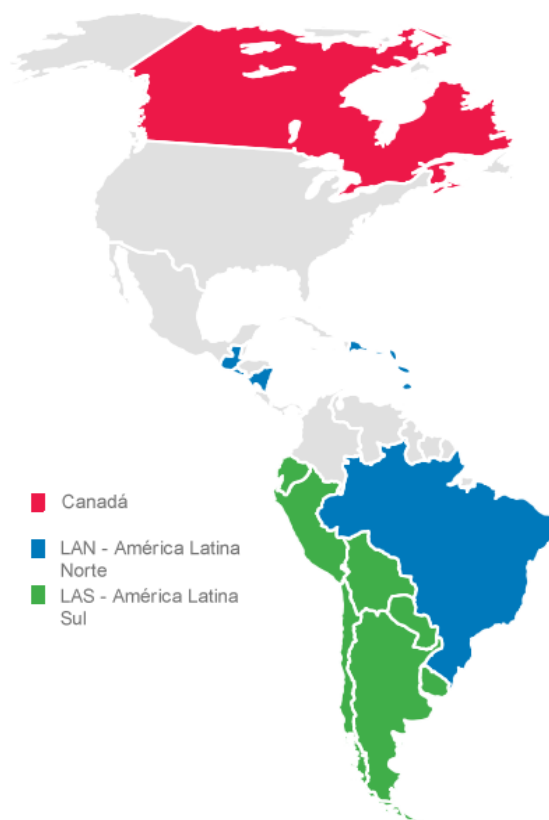 Canadá
LAN - América Latina
Norte
LAS - América Latina
Sul